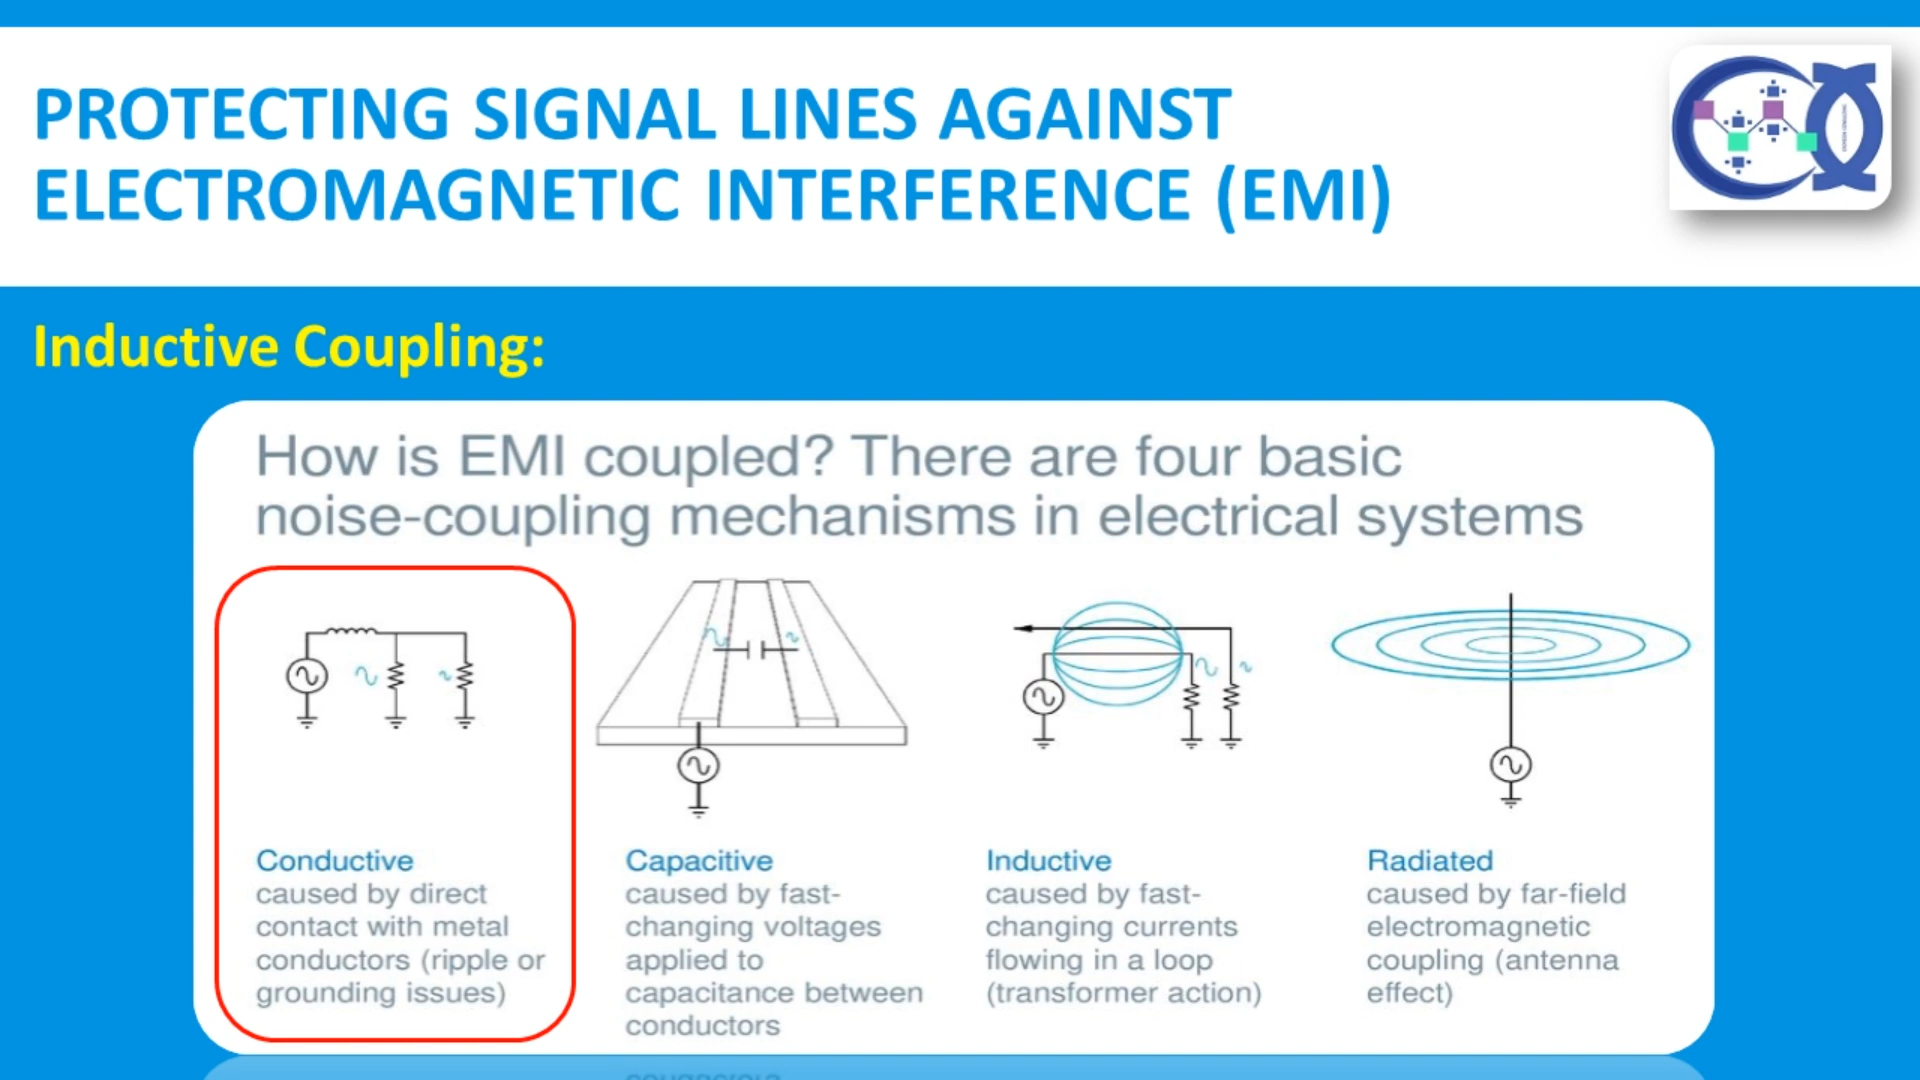 PROTECTING SIGNAL LINES AGAINST
ELECTROMAGNETIC INTERFERENCE (EMI)
Inductive Coupling:
How is EMI coupled? There are four basic
noise-coupling mechanisms in electrical systems
Conductive
caused by direct
contact with metal
conductors (ripple or
grounding issues)
Capacitive
caused by fast-
changing voltages
applied to
capacitance between
conductors
Inductive
caused by fast-
changing currents
flowing in a loop
(transformer action)
Radiated
caused by far-field
electromagnetic
coupling (antenna
effect)